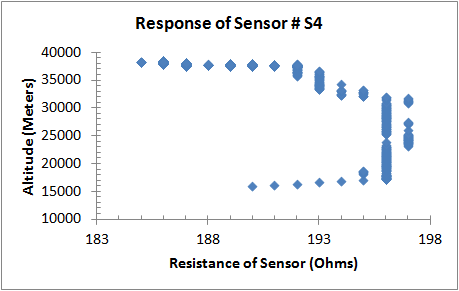 Response of Sensor # S4
40000
35000
30000
25000
20000
15000
10000
Altitude (Meters)
183 188 193 198
Resistance of Sensor (Ohms)